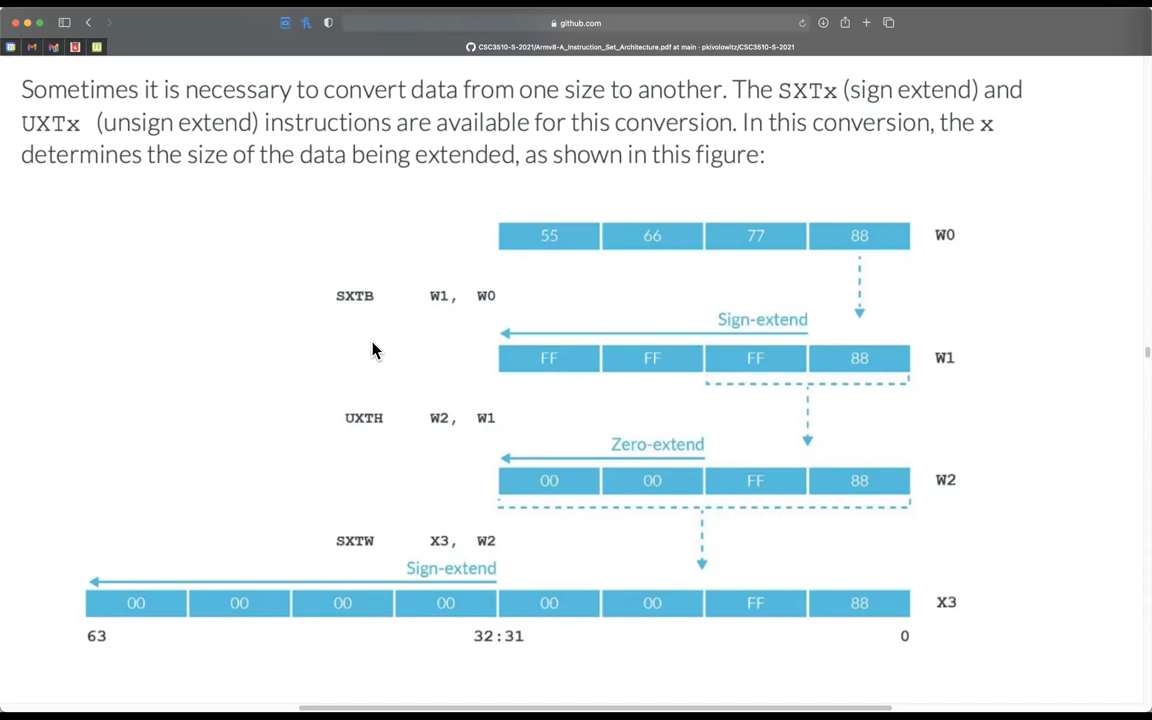 github.com
CSC3510-S-2021/Armv8-A_Instruction_Set_Architecture.pdf at main · pkivolowitz/CSC3510-S-2021
Sometimes it is necessary to convert data from one size to another. The SXTx (sign extend) and
UXTx (unsign extend) instructions are available for this conversion. In this conversion, the x
determines the size of the data being extended, as shown in this figure:
55 66 77 88 W0
SXTB W1, W0
Sign-extend
FF FF FF 88 W1
UXTH W2, W1
Zero-extend
00 00 FF 88 W2
SXTW X3, W2
Sign-extend
00 00 00 00 00 00 FF 88 X3
63 32:31 0